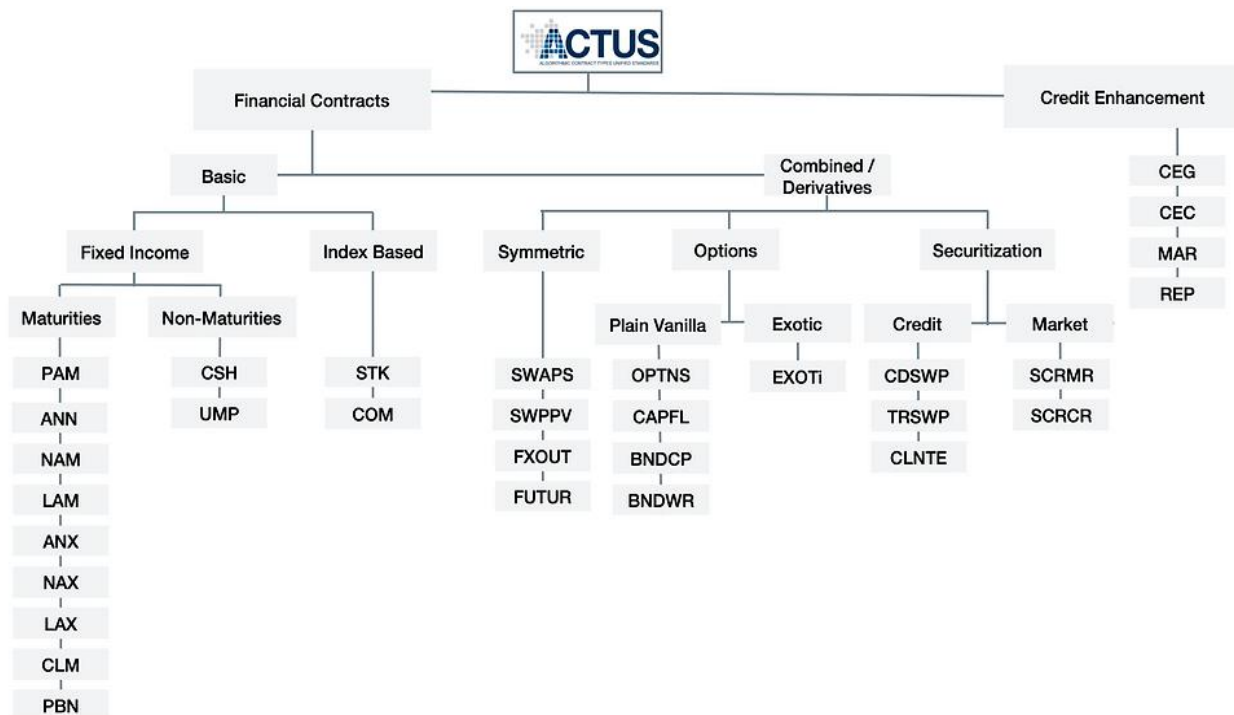 ACTUS
ALGORITHMIC CONTRACT TYPES UNIFIED STANDARDS
Financial Contracts
Credit Enhancement
Basic
Combined /
Derivatives
CEG
CEC
MAR
REP
Fixed Income
Index Based
Symmetric
Options
Securitization
Maturities
Non-Maturities
Plain Vanilla
Exotic
Credit
Market
PAM
ANN
NAM
LAM
ANX
NAX
LAX
CLM
PBN
CSH
UMP
STK
COM
SWAPS
SWPPV
FXOUT
FUTUR
OPTNS
CAPFL
BNDCP
BNDWR
EXOTi
CDSWP
TRSWP
CLNTE
SCRMR
SCRCR